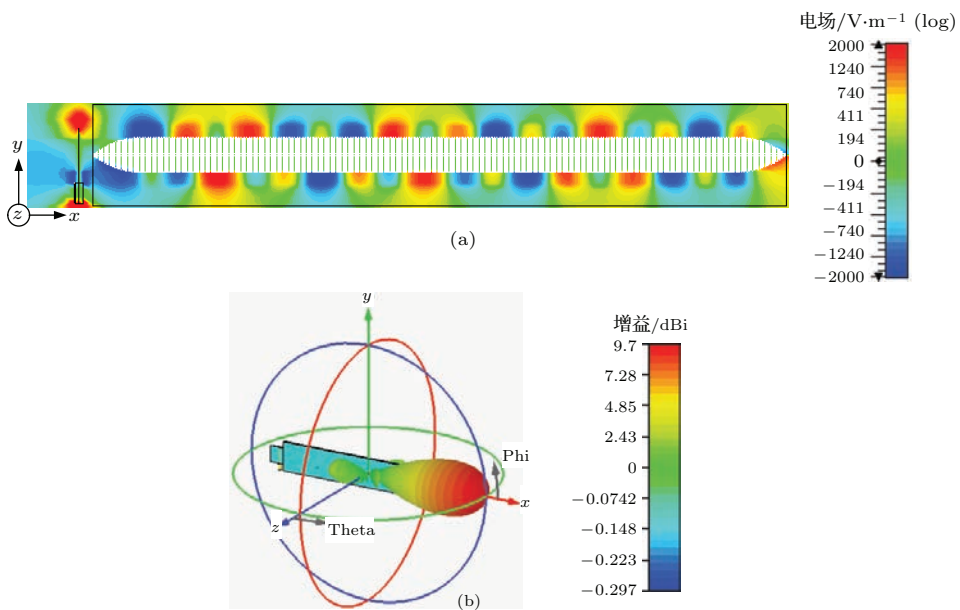 电场/V·m−1 (log)
2000
1240
740
411
194
0
−194
−411
−740
−1240
−2000
y
z
x
(a)
增益/dBi
9.7
7.28
4.85
2.43
0
−0.0742
−0.148
−0.223
−0.297
y
Phi
x
z
Theta
(b)